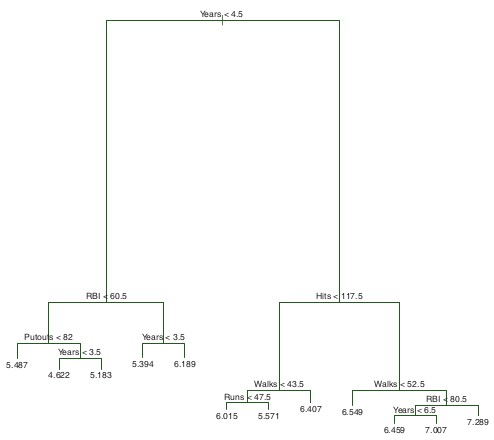 Years < 4.5
RBI < 60.5
Hits < 117.5
Putouts < 82
Years < 3.5
5.487
Years < 3.5
4.622
5.183
5.394
6.189
Walks < 43.5
Walks < 52.5
Runs < 47.5
6.015
5.571
6.407
6.549
RBI < 80.5
Years < 6.5
6.459
7.007
7.289